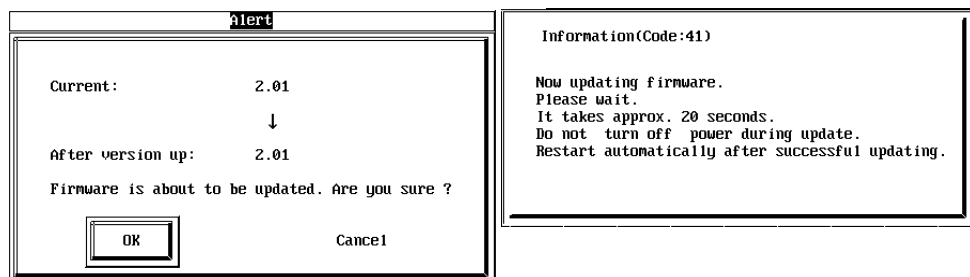 Alert
Current: 2.01
↓
After version up: 2.01
Firmware is about to be updated. Are you sure ?
OK Cancel
Information(Code:41)
Now updating firmware.
Please wait.
It takes approx. 20 seconds.
Do not turn off power during update.
Restart automatically after successful updating.